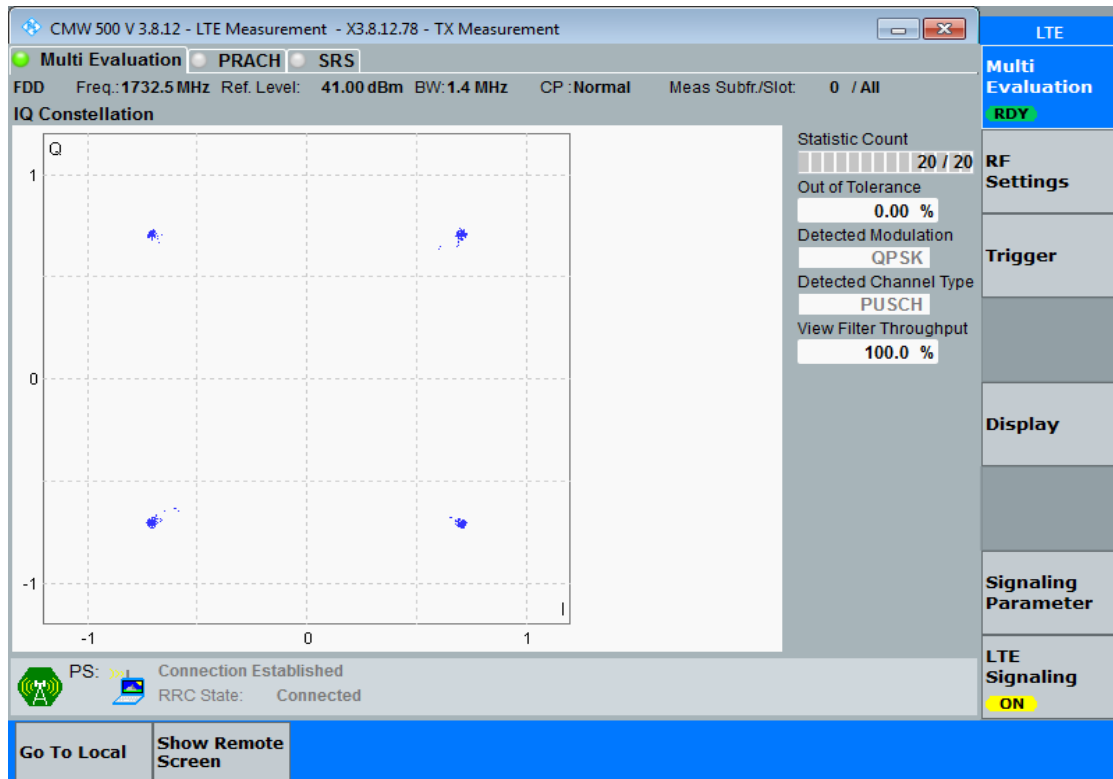 CMW 500 V 3.8.12 - LTE Measurement - X3.8.12.78 - TX Measurement
LTE
Multi Evaluation PRACH SRS
FDD Freq.: 1732.5 MHz Ref. Level: 41.00 dBm BW: 1.4 MHz CP : Normal Meas Subfr./Slot: 0 / All
IQ Constellation
Q
1
0
-1
I
-1 0 1
Statistic Count
20 / 20
Out of Tolerance
0.00 %
Detected Modulation
QPSK
Detected Channel Type
PUSCH
View Filter Throughput
100.0 %
Multi
Evaluation
RDY
RF
Settings
Trigger
Display
Signaling
Parameter
LTE
Signaling
ON
PS: Connection Established
RRC State: Connected
Go To Local
Show Remote
Screen